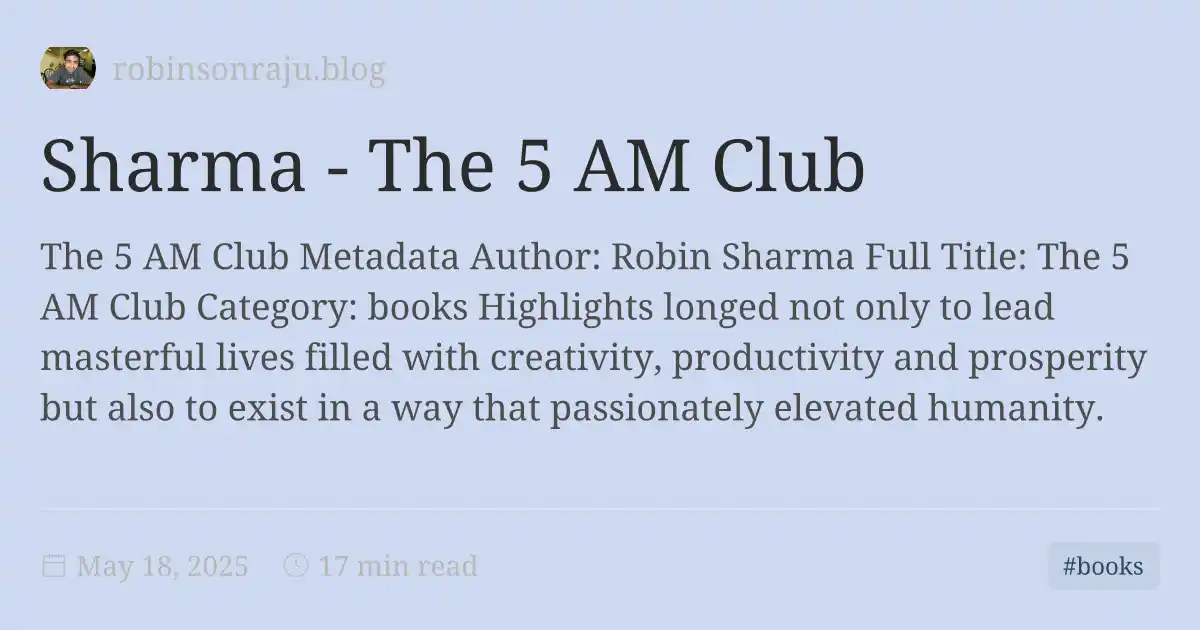 robinsonraju.blog
Sharma - The 5 AM Club
The 5 AM Club Metadata Author: Robin Sharma Full Title: The 5
AM Club Category: books Highlights longed not only to lead
masterful lives filled with creativity, productivity and prosperity
but also to exist in a way that passionately elevated humanity.
May 18, 2025 17 min read
#books